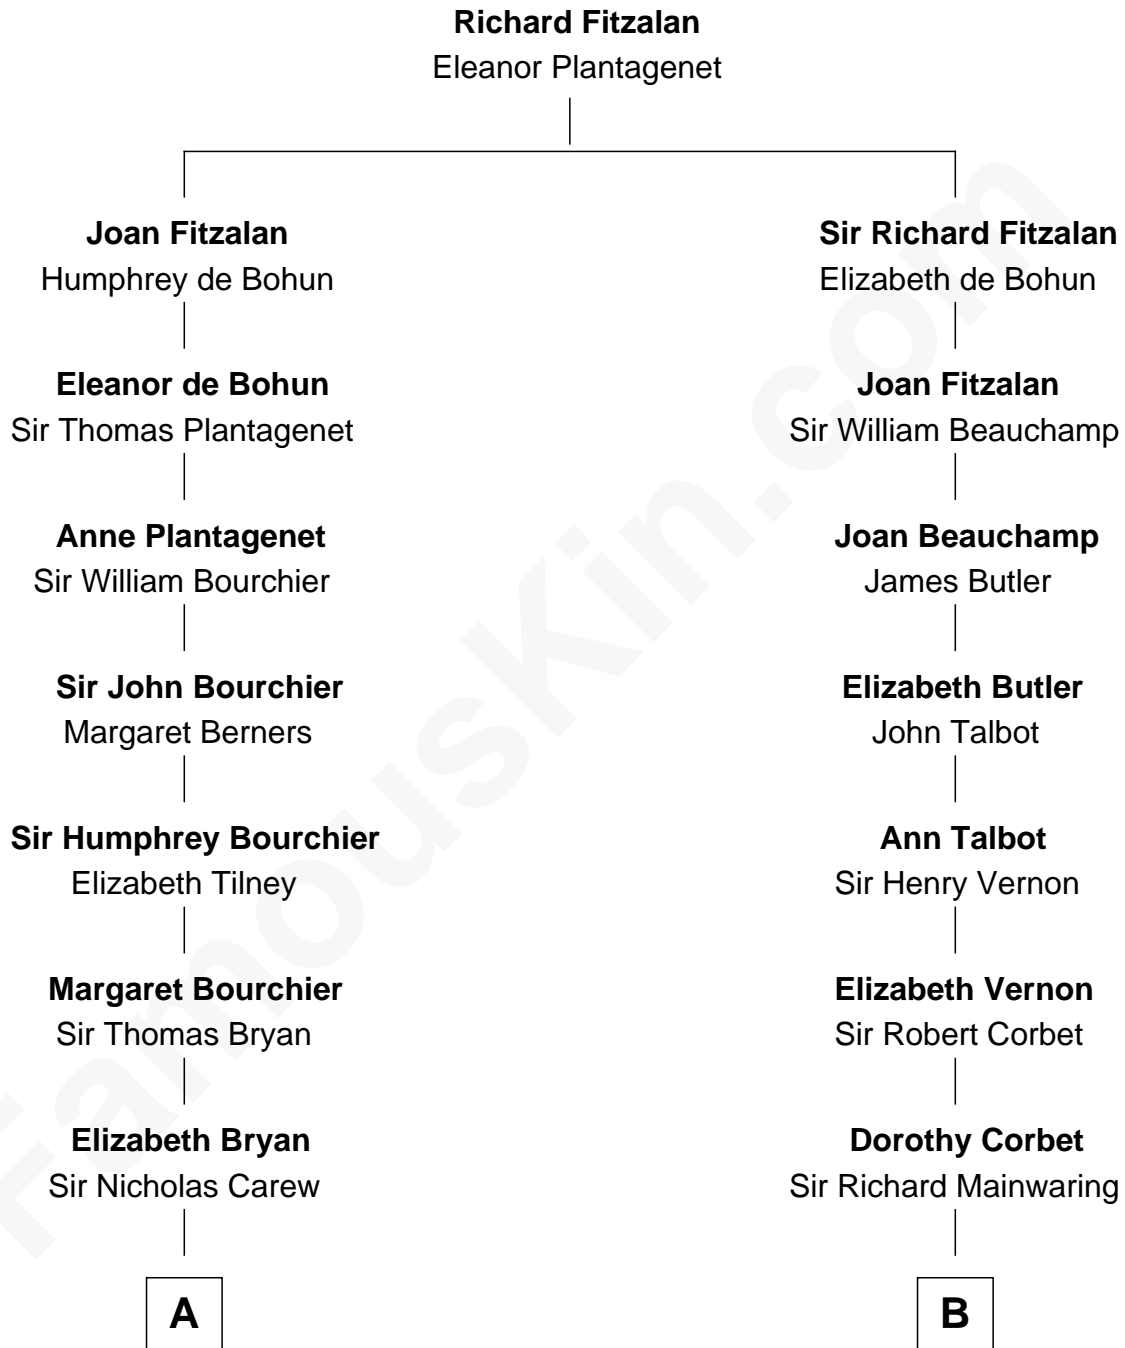 Richard Fitzalan
Eleanor Plantagenet
Joan Fitzalan
Humphrey de Bohun
Sir Richard Fitzalan
Elizabeth de Bohun
Eleanor de Bohun
Sir Thomas Plantagenet
Joan Fitzalan
Sir William Beauchamp
Anne Plantagenet
Sir William Bourchier
Joan Beauchamp
James Butler
Sir John Bourchier
Margaret Berners
Elizabeth Butler
John Talbot
Sir Humphrey Bourchier
Elizabeth Tilney
Ann Talbot
Sir Henry Vernon
Margaret Bourchier
Sir Thomas Bryan
Elizabeth Vernon
Sir Robert Corbet
Elizabeth Bryan
Sir Nicholas Carew
Dorothy Corbet
Sir Richard Mainwaring
A
B
FamousKin.com